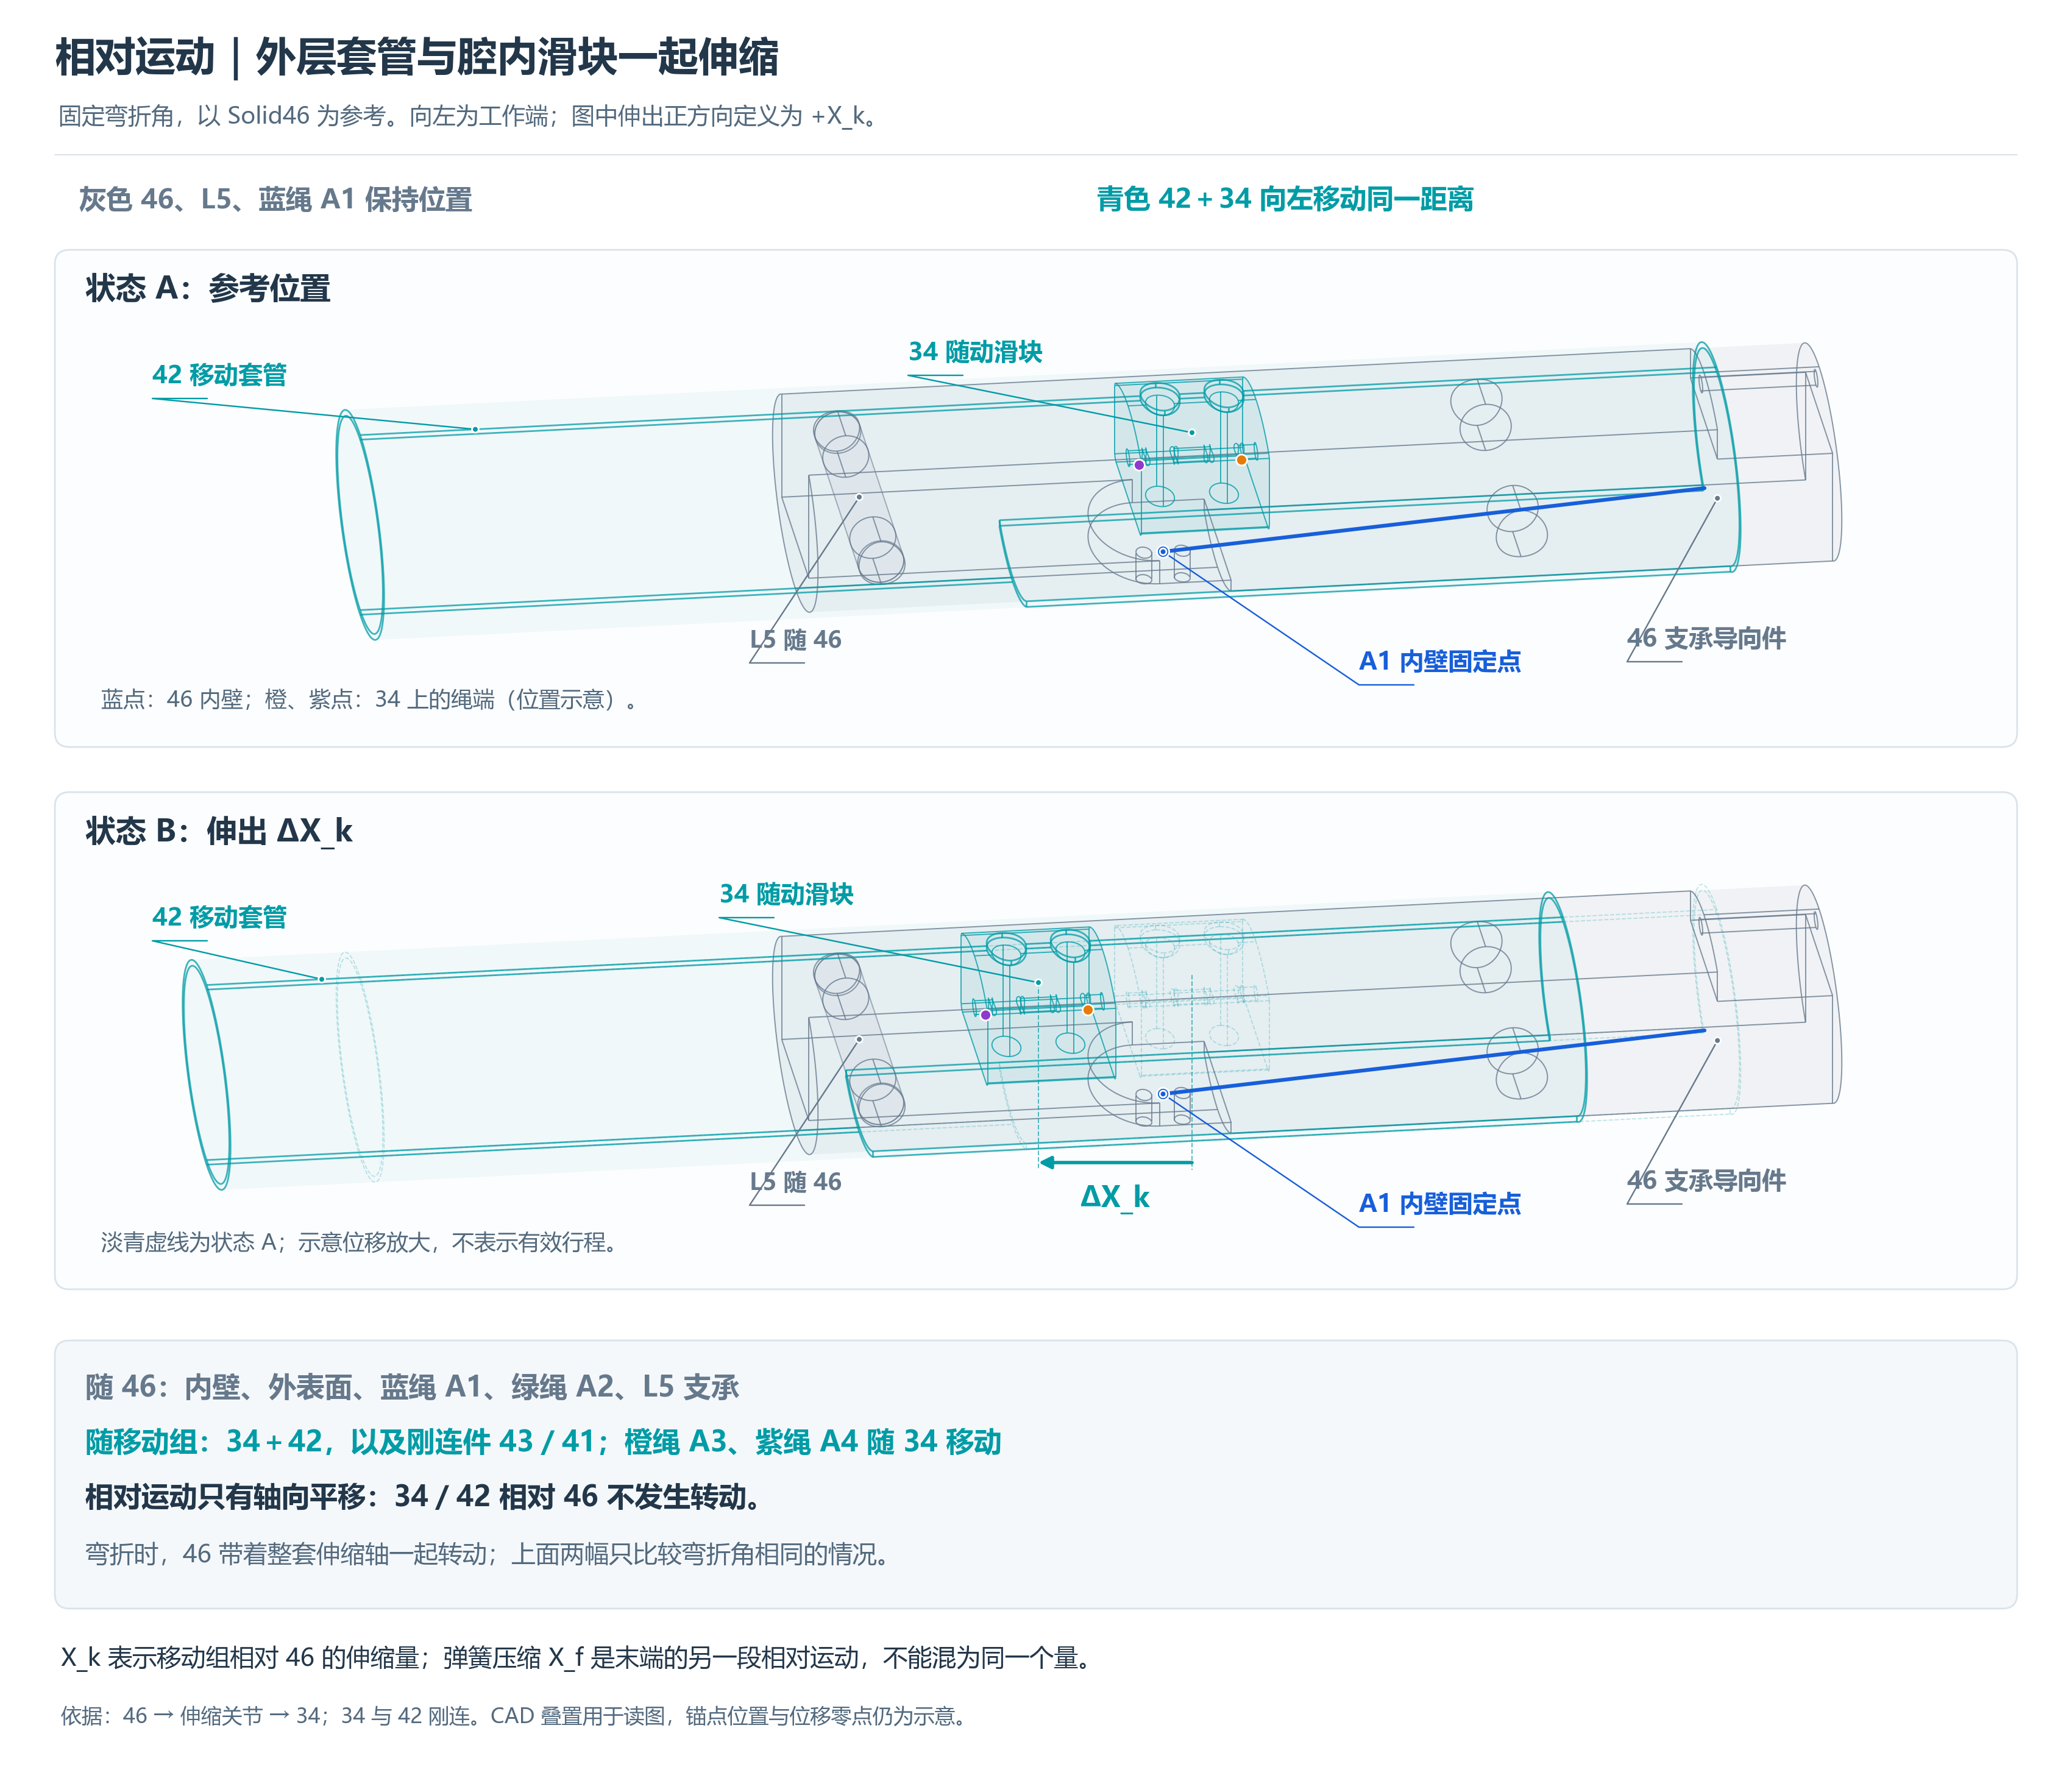 相对运动｜外层套管与腔内滑块一起伸缩
固定弯折角，以 Solid46 为参考。向左为工作端；图中伸出正方向定义为 +X_k。
灰色 46、L5、蓝绳 A1 保持位置
青色 42 + 34 向左移动同一距离
状态 A：参考位置
34 随动滑块
42 移动套管
L5 随 46
46 支承导向件
A1 内壁固定点
蓝点：46 内壁；橙、紫点：34 上的绳端（位置示意）。
状态 B：伸出 ΔX_k
34 随动滑块
42 移动套管
L5 随 46
46 支承导向件
ΔX_k
A1 内壁固定点
淡青虚线为状态 A；示意位移放大，不表示有效行程。
随 46：内壁、外表面、蓝绳 A1、绿绳 A2、L5 支承
随移动组：34 + 42，以及刚连件 43 / 41；橙绳 A3、紫绳 A4 随 34 移动
相对运动只有轴向平移：34 / 42 相对 46 不发生转动。
弯折时，46 带着整套伸缩轴一起转动；上面两幅只比较弯折角相同的情况。
X_k 表示移动组相对 46 的伸缩量；弹簧压缩 X_f 是末端的另一段相对运动，不能混为同一个量。
依据：46 → 伸缩关节 → 34；34 与 42 刚连。CAD 叠置用于读图，锚点位置与位移零点仍为示意。